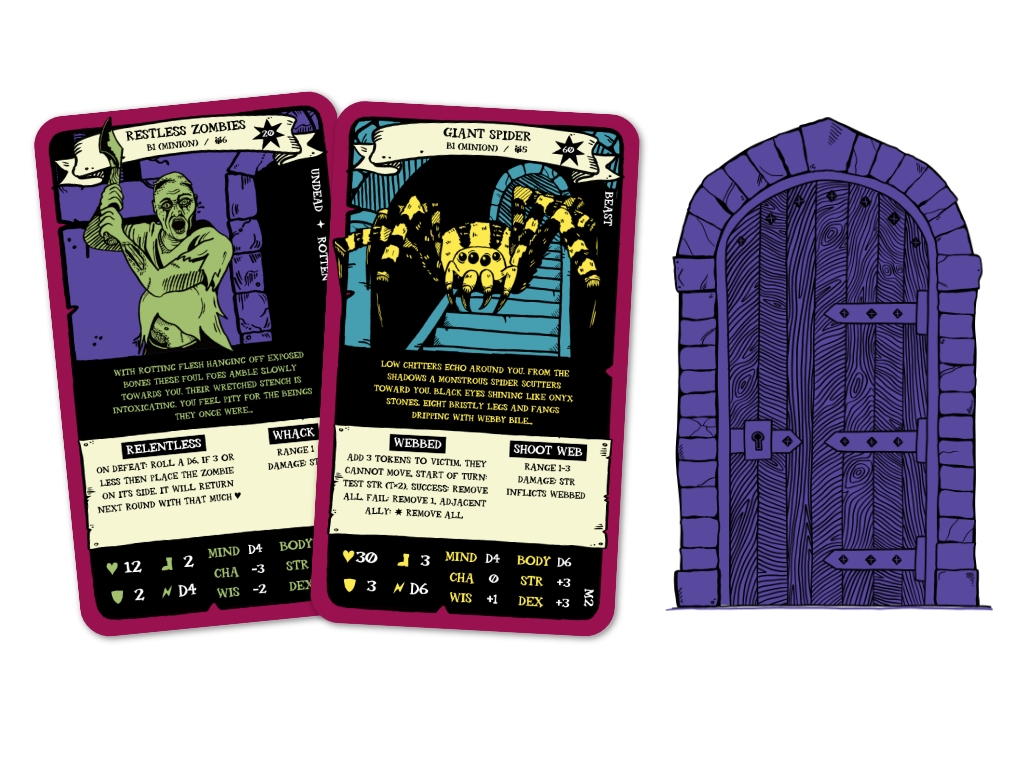 RESTLESS ZOMBIES
B1 (MINION) / 6
20
UNDEAD ✦ ROTTEN
WITH ROTTING FLESH HANGING OFF EXPOSED
BONES THESE FOUL FOES AMBLE SLOWLY
TOWARDS YOU. THEIR WRETCHED STENCH IS
INTOXICATING. YOU FEEL PITY FOR THE BEINGS
THEY ONCE WERE...
RELENTLESS
ON DEFEAT: ROLL A D6, IF 3 OR
LESS THEN PLACE THE ZOMBIE
ON ITS SIDE. IT WILL RETURN
NEXT ROUND WITH THAT MUCH ♥
WHACK
RANGE 1
DAMAGE: ST
♥ 12
2
MIND D4
BODY
CHA -3
STR
2
D4
WIS -2
DEX
GIANT SPIDER
B1 (MINION) / 5
60
BEAST
LOW CHITTERS ECHO AROUND YOU. FROM THE
SHADOWS A MONSTROUS SPIDER SCUTTERS
TOWARD YOU. BLACK EYES SHINING LIKE ONYX
STONES. EIGHT BRISTLY LEGS AND FANGS
DRIPPING WITH WEBBY BILE...
WEBBED
ADD 3 TOKENS TO VICTIM. THEY
CANNOT MOVE. START OF TURN:
TEST STR (T×2). SUCCESS: REMOVE
ALL. FAIL: REMOVE 1. ADJACENT
ALLY: ✷ REMOVE ALL
SHOOT WEB
RANGE 1-3
DAMAGE: STR
INFLICTS WEBBED
♥30
3
MIND D4
BODY D6
CHA 0
STR +3
3
D6
WIS +1
DEX +3
M2